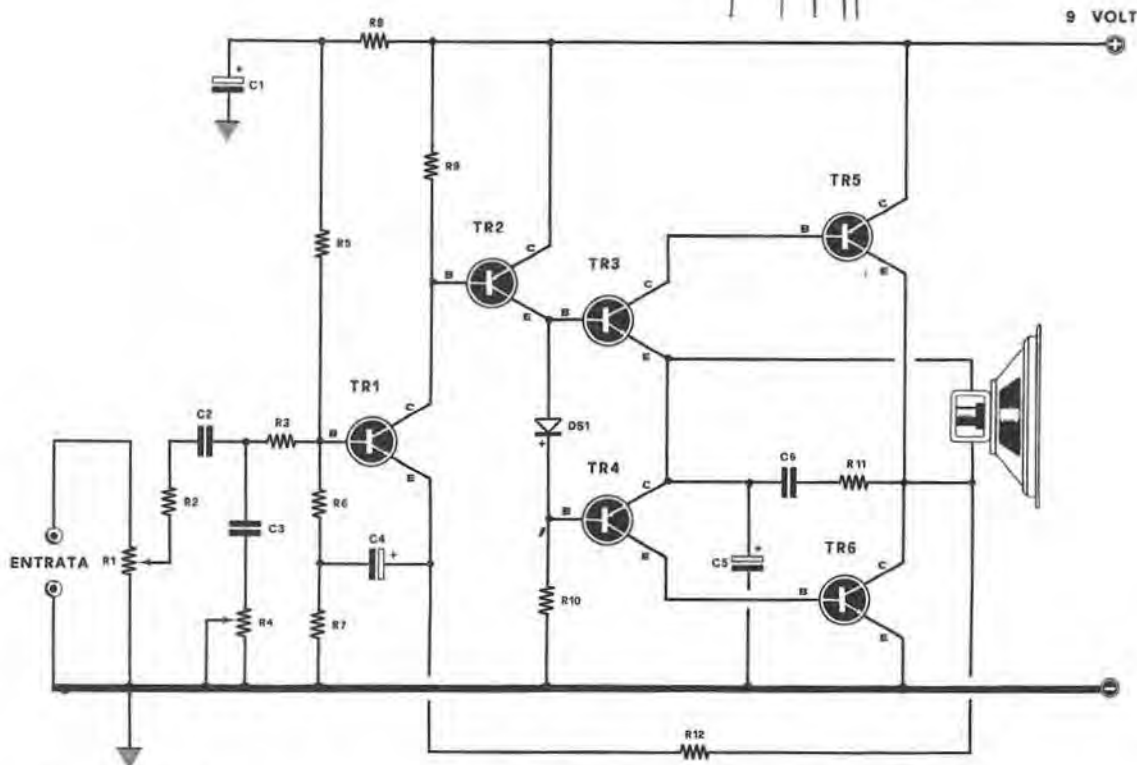 9 VOLT
+
R8
+
C1
R9
TR5
C
B
E
TR2
C
B
E
TR3
C
B
E
R5
TR1
C
B
E
C2
R3
DS1
+
R2
R6
C3
C4
+
TR4
C
B
E
C6
R11
+
C5
TR6
C
B
E
ENTRATA
R1
R4
R7
R10
-
R12